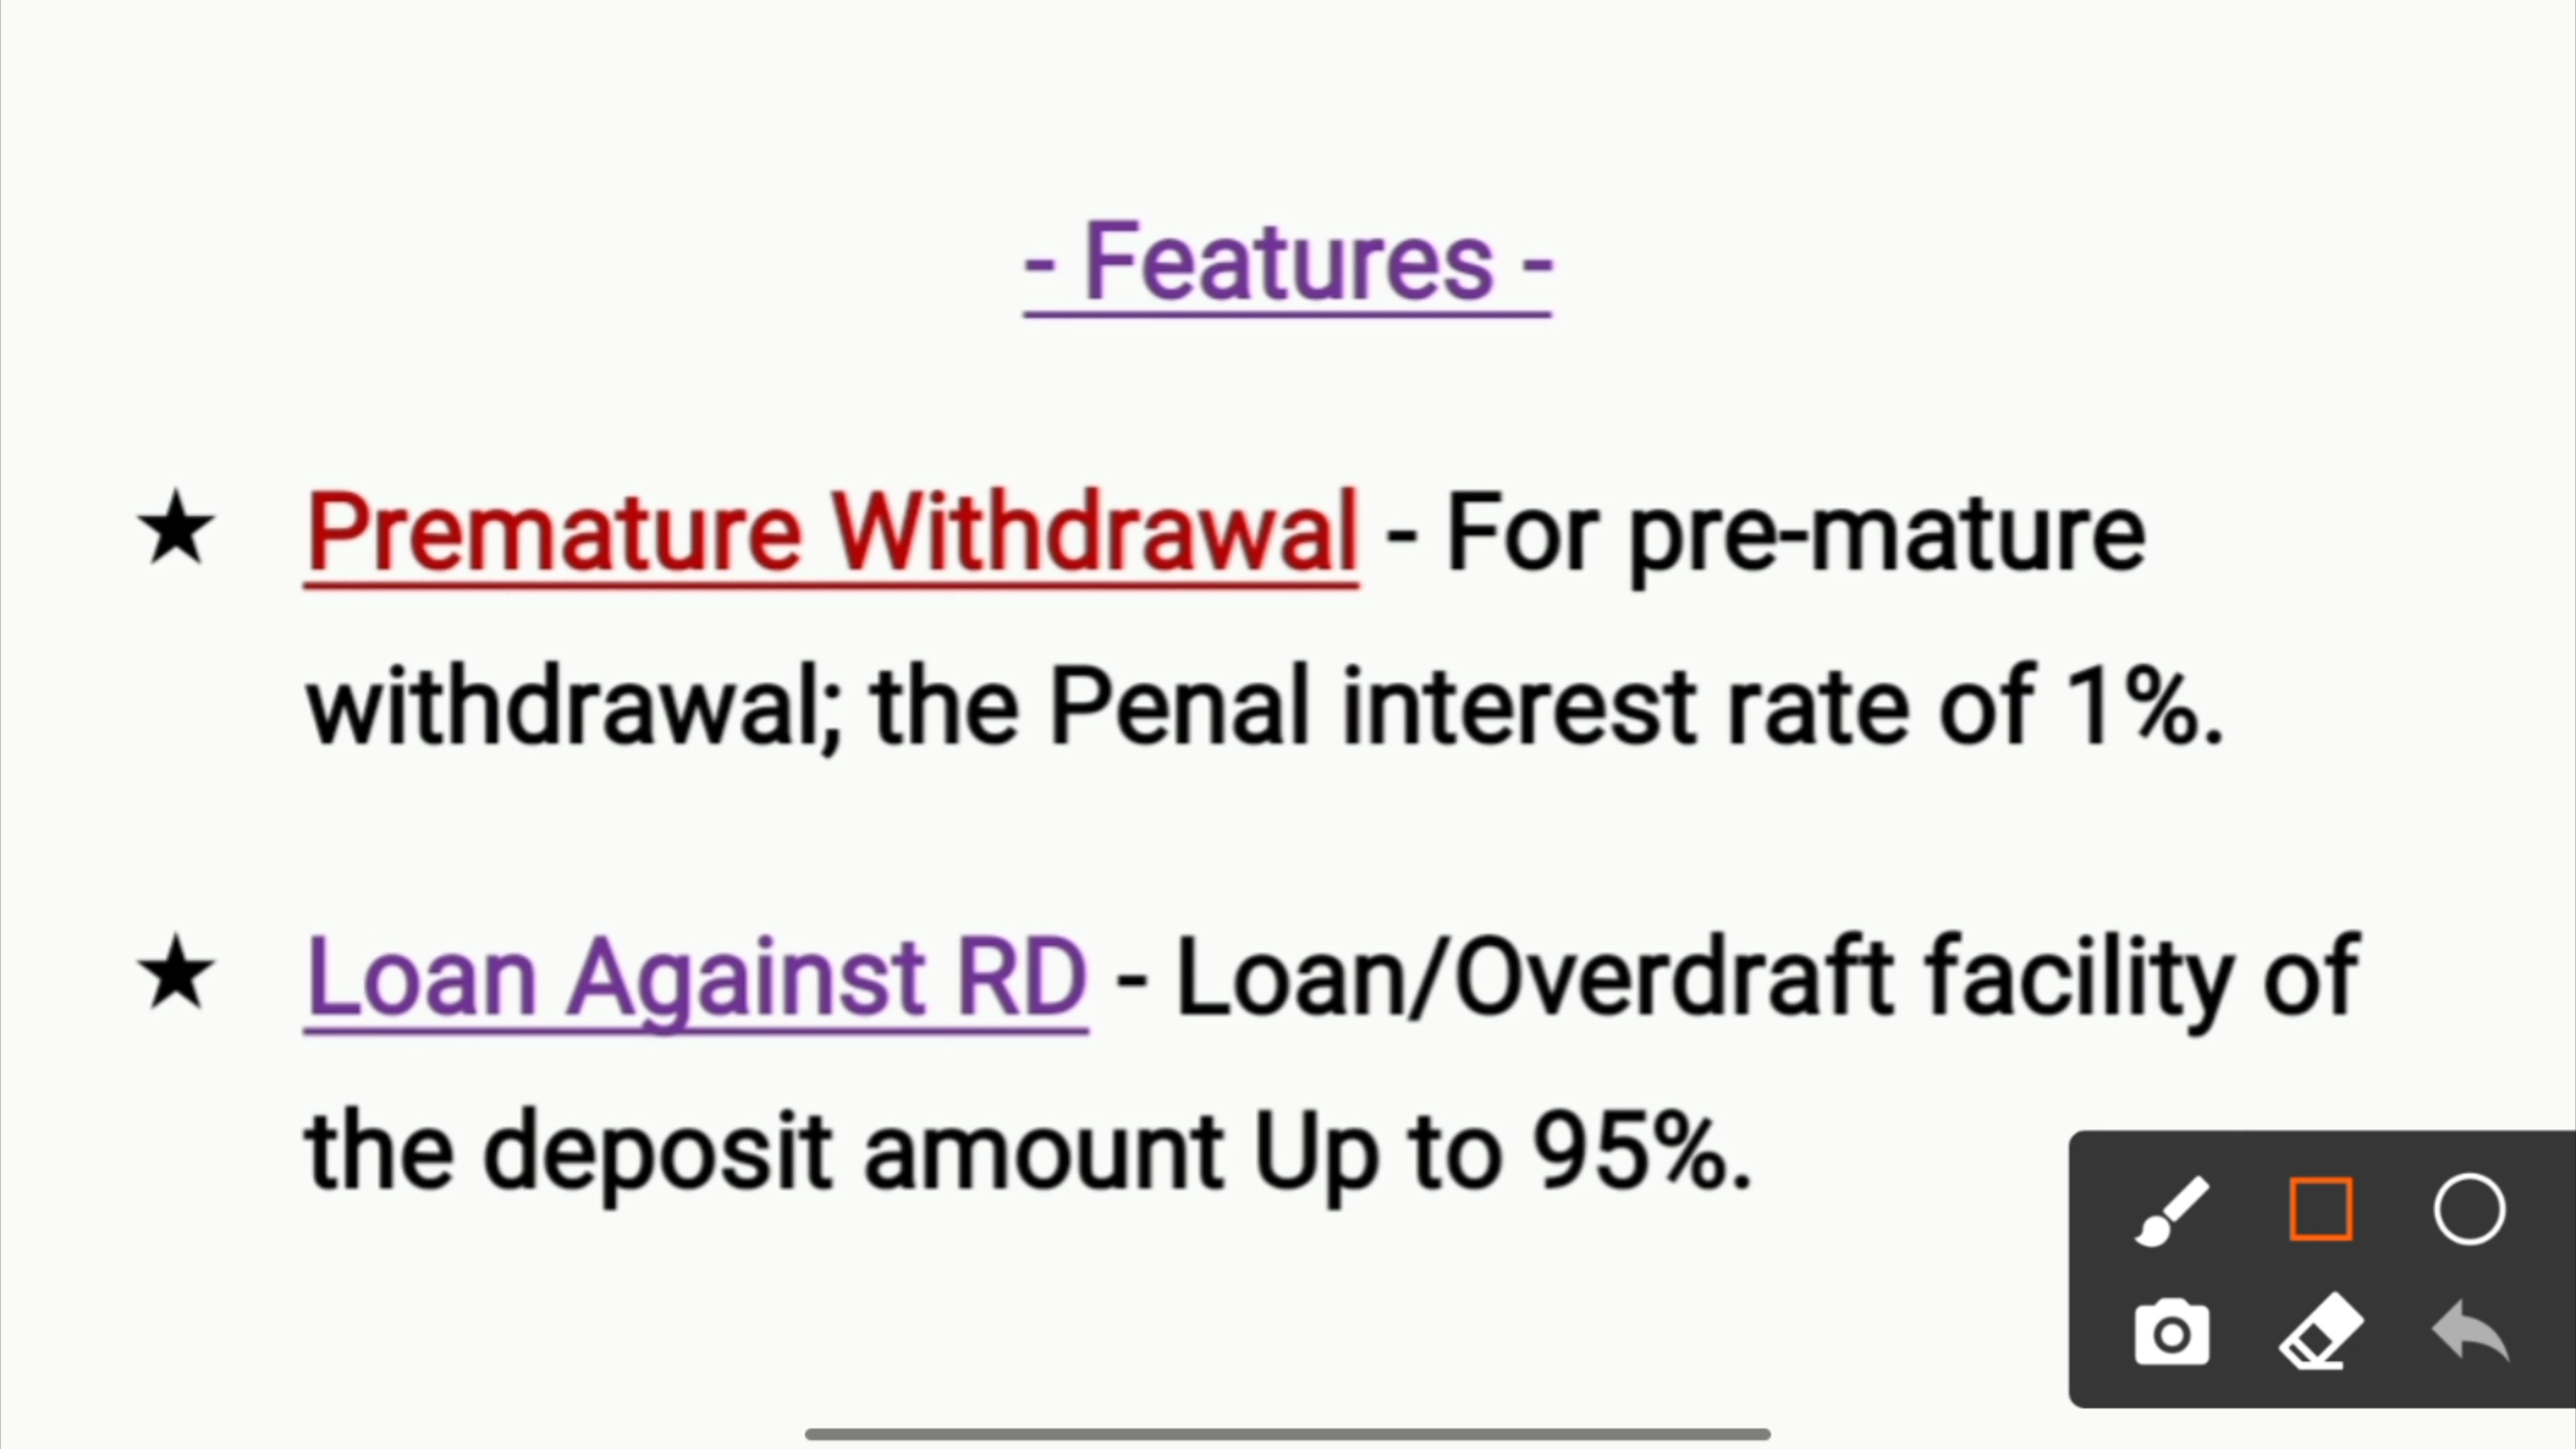 - Features -
★ Premature Withdrawal - For pre-mature
withdrawal; the Penal interest rate of 1%.
★ Loan Against RD - Loan/Overdraft facility of
the deposit amount Up to 95%.